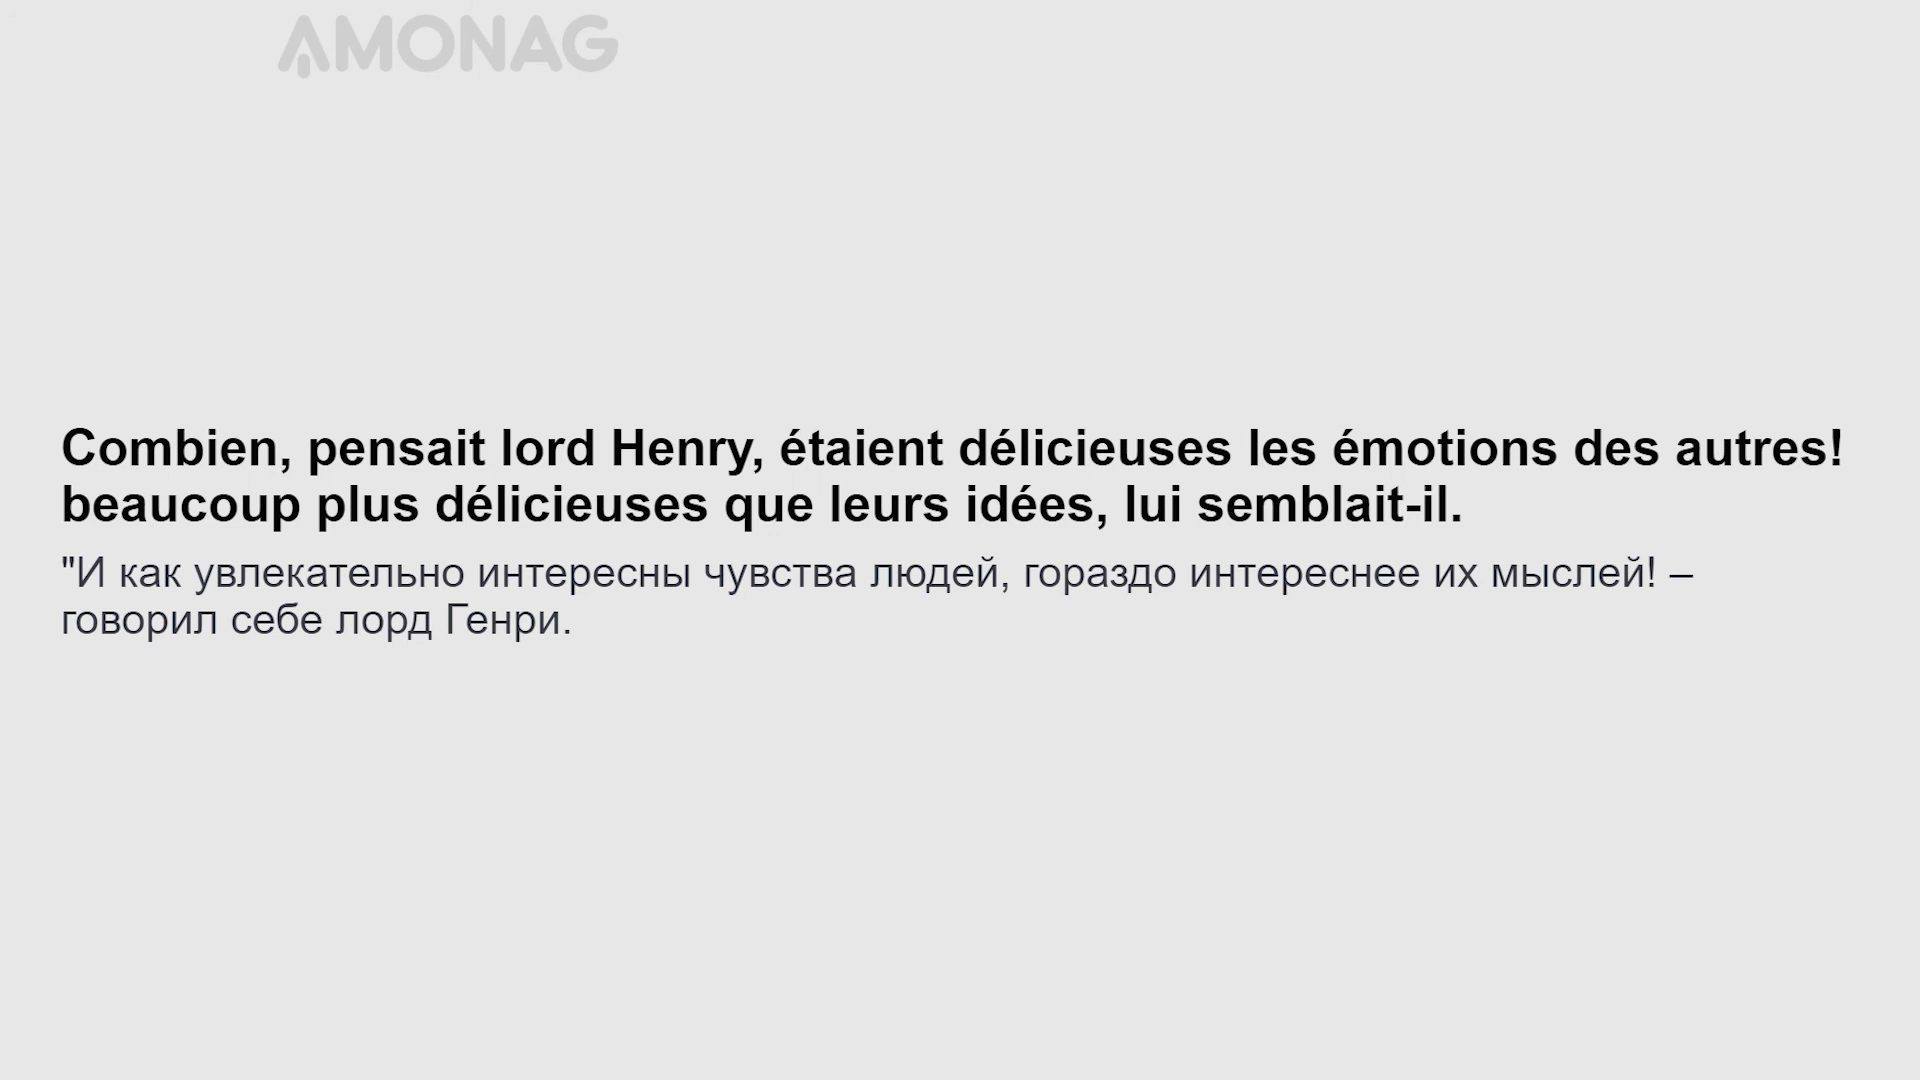 AMONAG
Combien, pensait lord Henry, étaient délicieuses les émotions des autres!
beaucoup plus délicieuses que leurs idées, lui semblait-il.
"И как увлекательно интересны чувства людей, гораздо интереснее их мыслей! –
говорил себе лорд Генри.